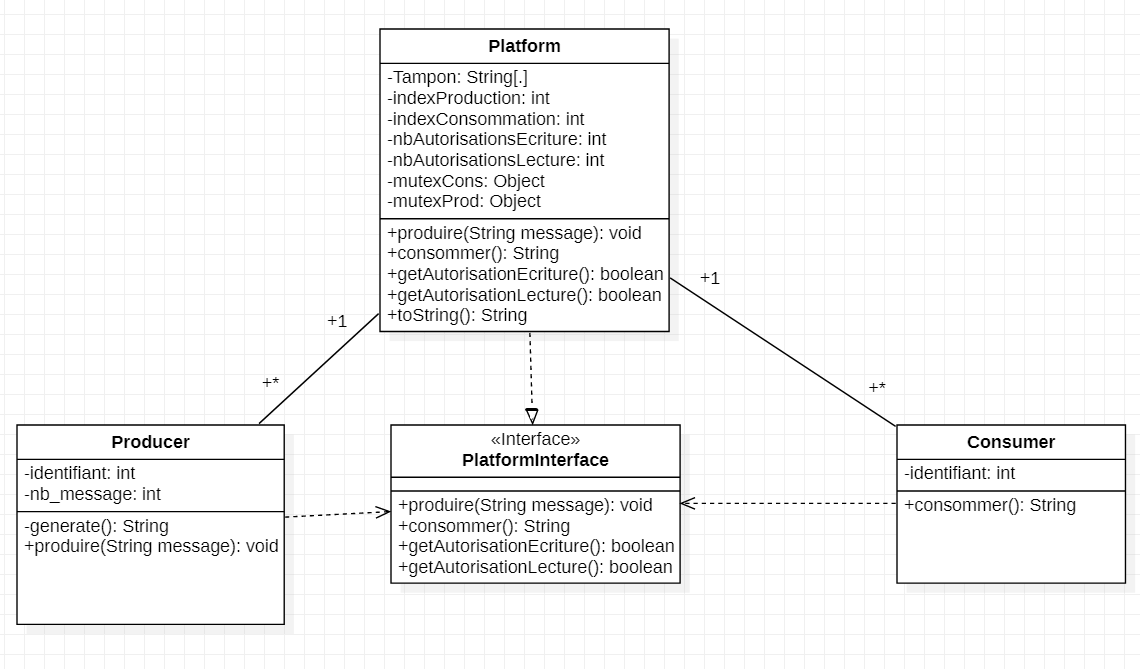 Platform
-Tampon: String[.]
-indexProduction: int
-indexConsommation: int
-nbAutorisationsEcriture: int
-nbAutorisationsLecture: int
-mutexCons: Object
-mutexProd: Object
+produire(String message): void
+consommer(): String
+getAutorisationEcriture(): boolean
+getAutorisationLecture(): boolean
+toString(): String
+1
+*
+1
+*
Producer
-identifiant: int
-nb_message: int
-generate(): String
+produire(String message): void
«Interface»
PlatformInterface
+produire(String message): void
+consommer(): String
+getAutorisationEcriture(): boolean
+getAutorisationLecture(): boolean
Consumer
-identifiant: int
+consommer(): String